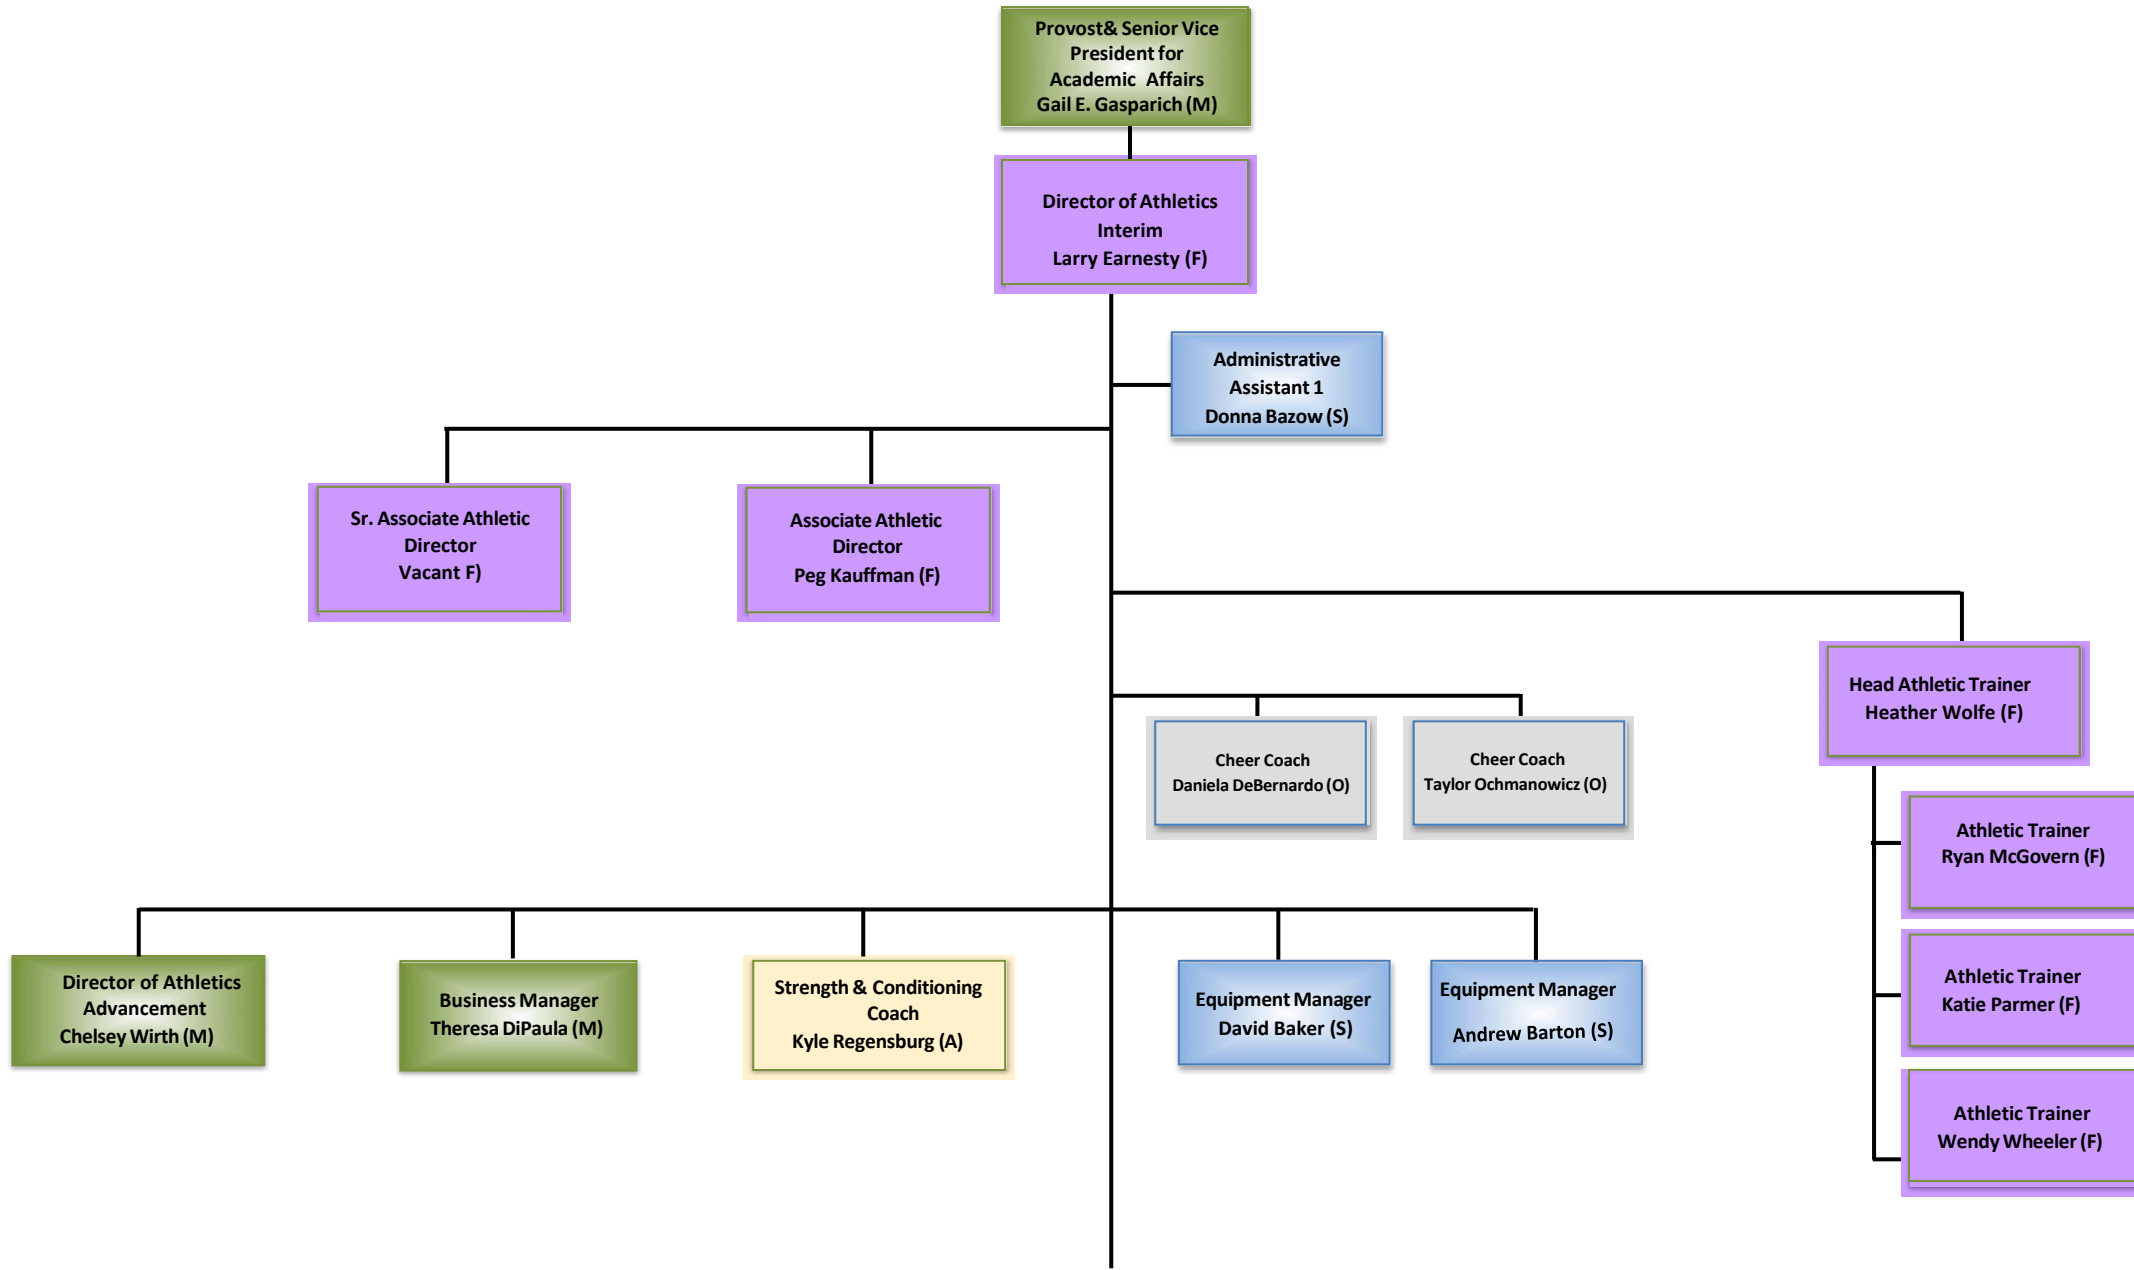 Provost& Senior Vice
President for
Academic Affairs
Gail E. Gasparich (M)
Director of Athletics
Interim
Larry Earnesty (F)
Administrative
Assistant 1
Donna Bazow (S)
Sr. Associate Athletic
Director
Vacant F)
Associate Athletic
Director
Peg Kauffman (F)
Head Athletic Trainer
Heather Wolfe (F)
Cheer Coach
Daniela DeBernardo (O)
Cheer Coach
Taylor Ochmanowicz (O)
Athletic Trainer
Ryan McGovern (F)
Athletic Trainer
Katie Parmer (F)
Athletic Trainer
Wendy Wheeler (F)
Director of Athletics
Advancement
Chelsey Wirth (M)
Business Manager
Theresa DiPaula (M)
Strength & Conditioning
Coach
Kyle Regensburg (A)
Equipment Manager
David Baker (S)
Equipment Manager
Andrew Barton (S)